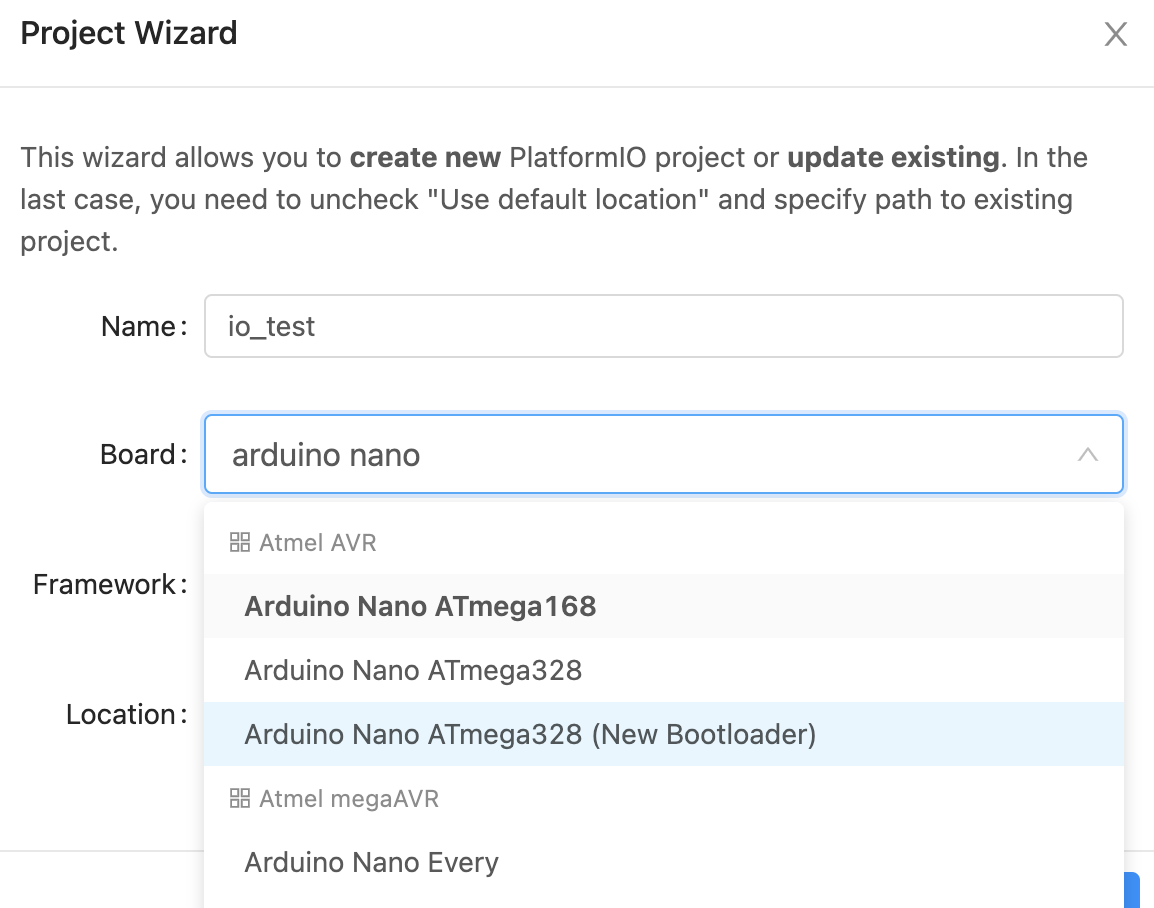 Project Wizard
This wizard allows you to create new PlatformIO project or update existing. In the
last case, you need to uncheck "Use default location" and specify path to existing
project.
Name:
io_test
Board:
arduino nano
Atmel AVR
Framework:
Arduino Nano ATmega168
Arduino Nano ATmega328
Location:
Arduino Nano ATmega328 (New Bootloader)
Atmel megaAVR
Arduino Nano Every